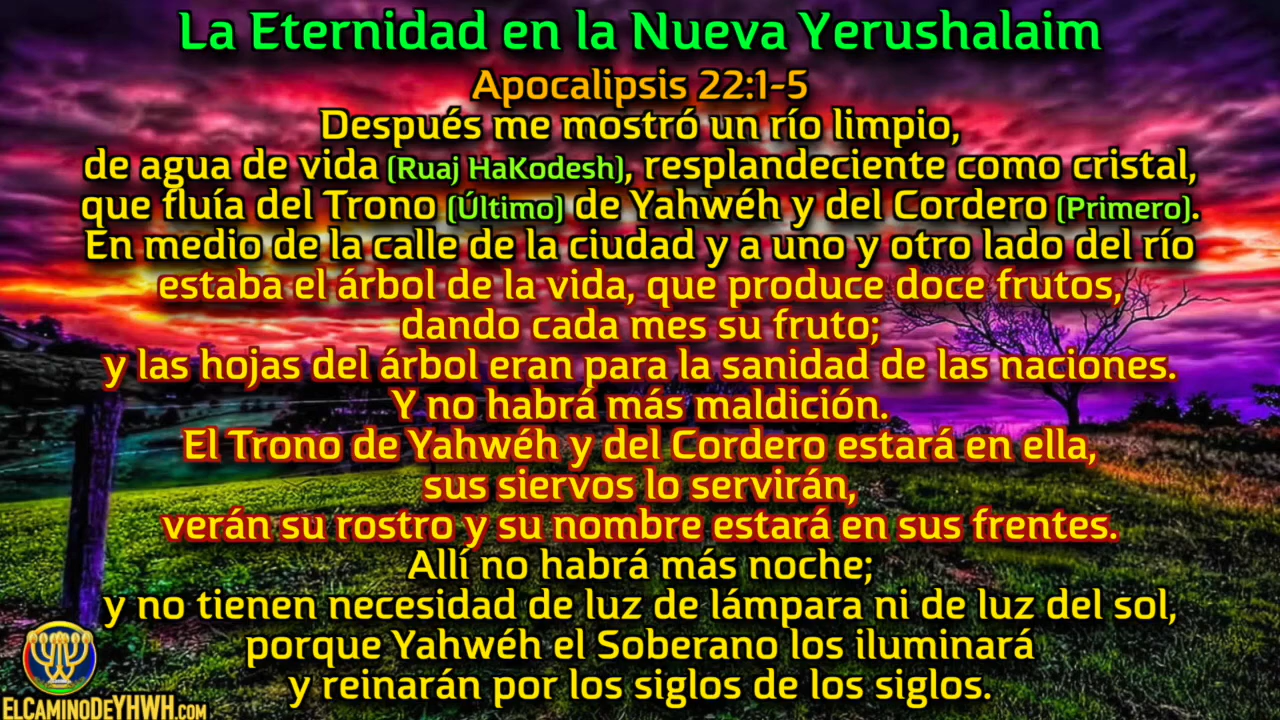 La Eternidad en la Nueva Yerushalaim
Apocalipsis 22:1-5
Después me mostró un río limpio,
de agua de vida (Ruaj HaKodesh), resplandeciente como cristal,
que fluía del Trono (Último) de Yahwéh y del Cordero (Primero).
En medio de la calle de la ciudad y a uno y otro lado del río
estaba el árbol de la vida, que produce doce frutos,
dando cada mes su fruto;
y las hojas del árbol eran para la sanidad de las naciones.
Y no habrá más maldición.
El Trono de Yahwéh y del Cordero estará en ella,
sus siervos lo servirán,
verán su rostro y su nombre estará en sus frentes.
Allí no habrá más noche;
y no tienen necesidad de luz de lámpara ni de luz del sol,
porque Yahwéh el Soberano los iluminará
y reinarán por los siglos de los siglos.
ELCAMINODEYHWH.COM